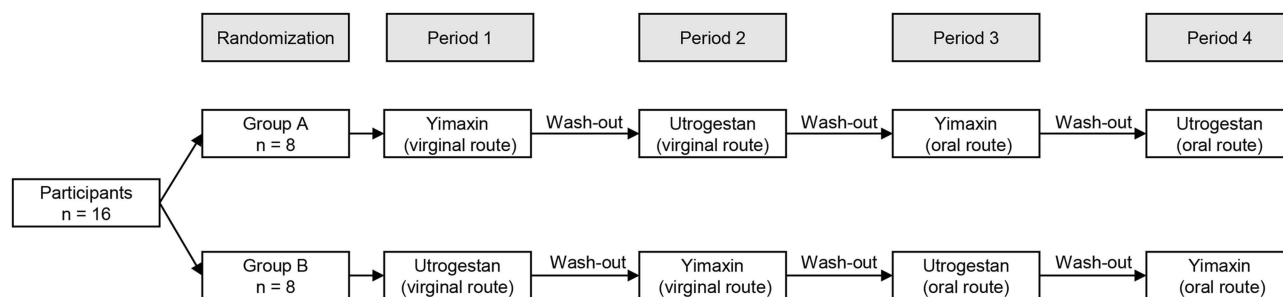 Randomization
Period 1
Period 2
Period 3
Period 4
Participants
n = 16
Group A
n = 8
Yimaxin
(virginal route)
Wash-out
Utrogestan
(virginal route)
Wash-out
Yimaxin
(oral route)
Wash-out
Utrogestan
(oral route)
Group B
n = 8
Utrogestan
(virginal route)
Wash-out
Yimaxin
(virginal route)
Wash-out
Utrogestan
(oral route)
Wash-out
Yimaxin
(oral route)